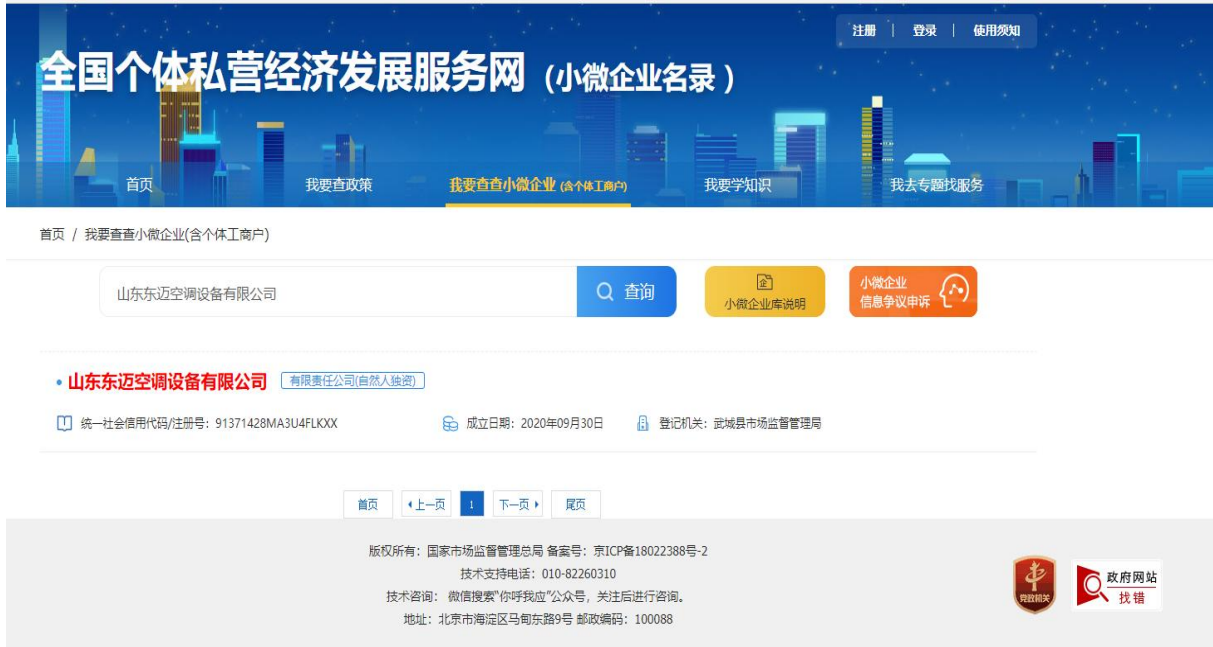 注册 | 登录 | 使用须知
全国个体私营经济发展服务网（小微企业名录）
首页 我要查政策 我要查查小微企业 (含个体工商户) 我要学知识 我去专题找服务
首页 / 我要查查小微企业(含个体工商户)
山东东迈空调设备有限公司 查询 小微企业库说明 小微企业
信息争议申诉
山东东迈空调设备有限公司 有限责任公司(自然人独资)
统一社会信用代码/注册号：91371428MA3U4FLKXX 成立日期：2020年09月30日 登记机关：武城县市场监督管理局
首页 上一页 1 下一页 尾页
版权所有：国家市场监督管理总局 备案号：京ICP备18022388号-2
技术支持电话：010-82260310
技术咨询： 微信搜索“你呼我应”公众号，关注后进行咨询。
地址：北京市海淀区马甸东路9号 邮政编码：100088
党政机关
政府网站
找错